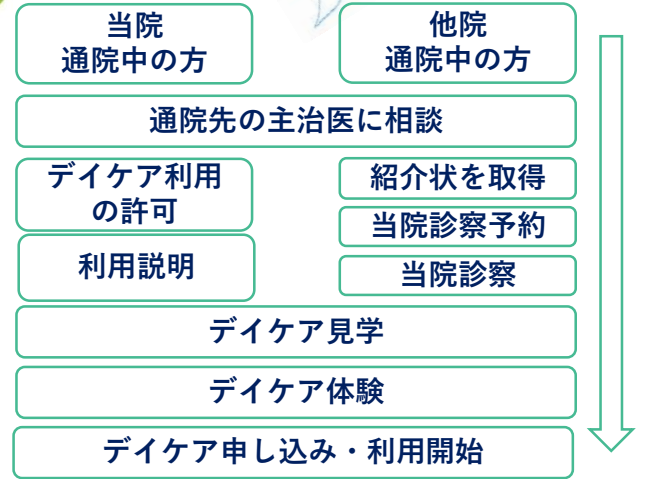 当院
通院中の方
他院
通院中の方
通院先の主治医に相談
デイケア利用
の許可
利用説明
紹介状を取得
当院診察予約
当院診察
デイケア見学
デイケア体験
デイケア申し込み・利用開始